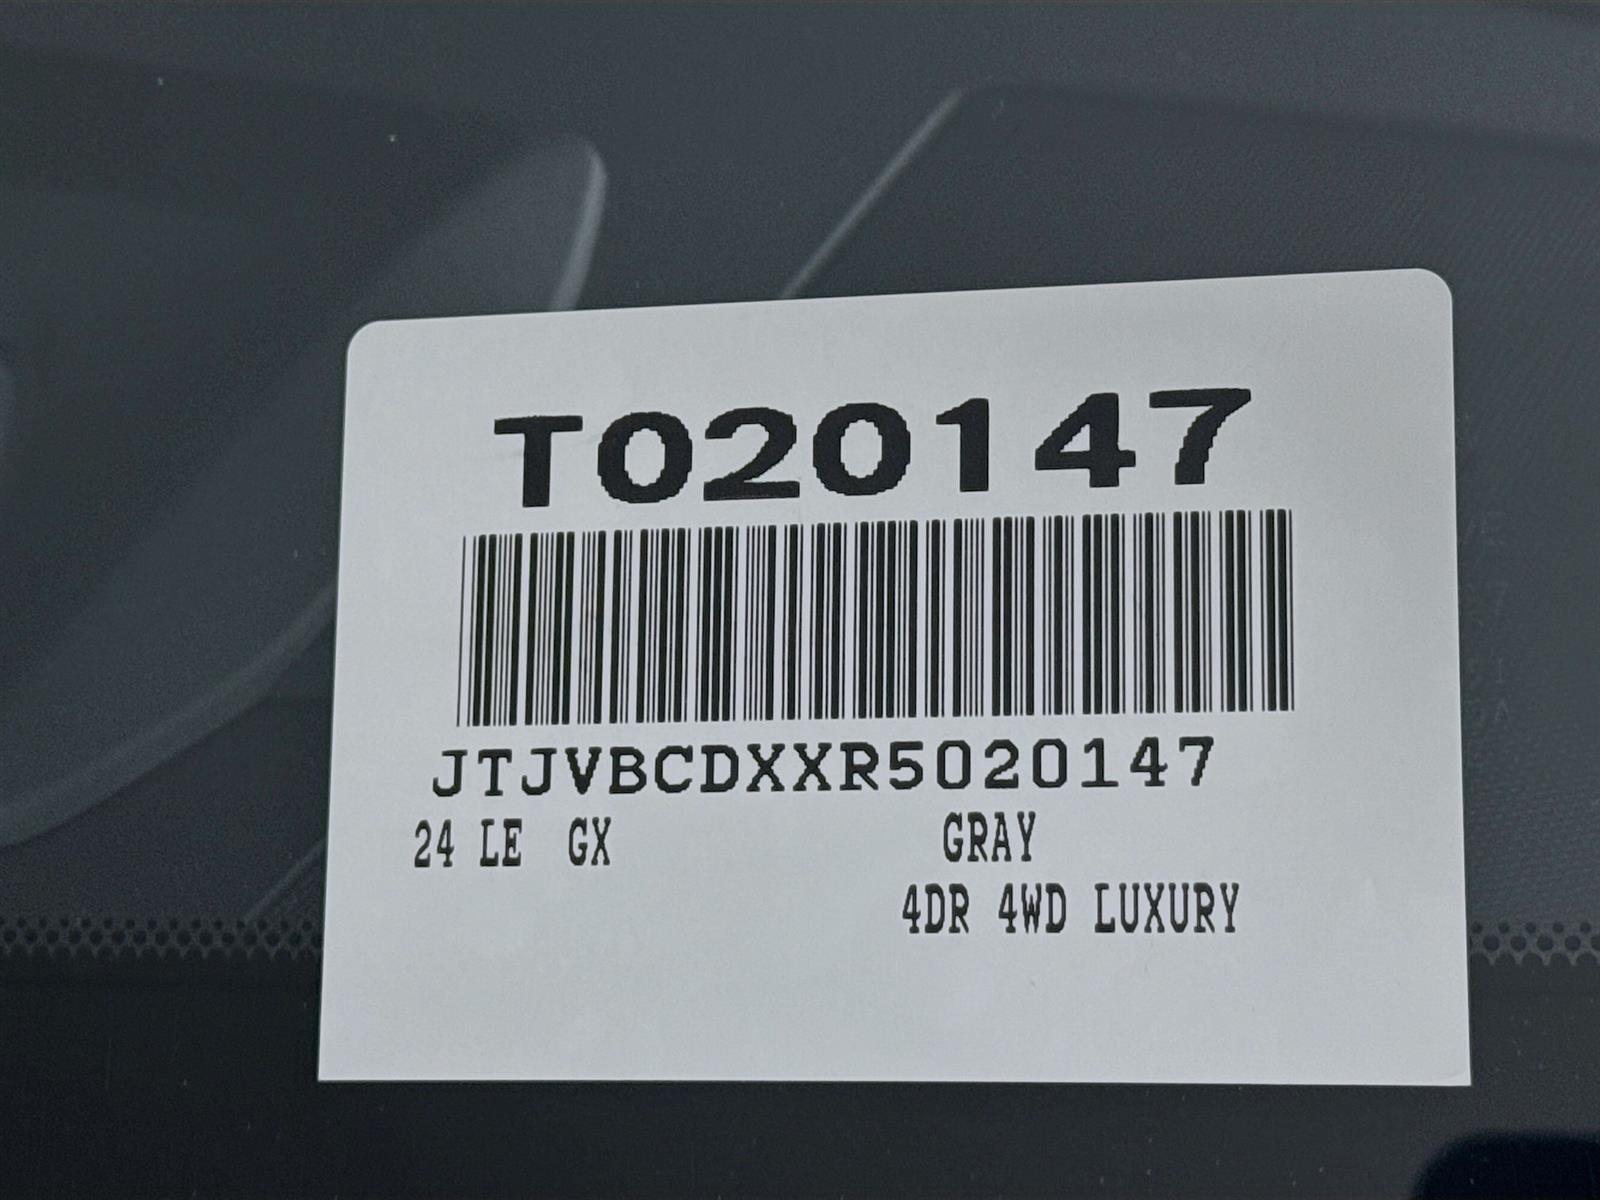 T020147
JTJVBCDXXR5020147
24 LE GX GRAY
4DR 4WD LUXURY